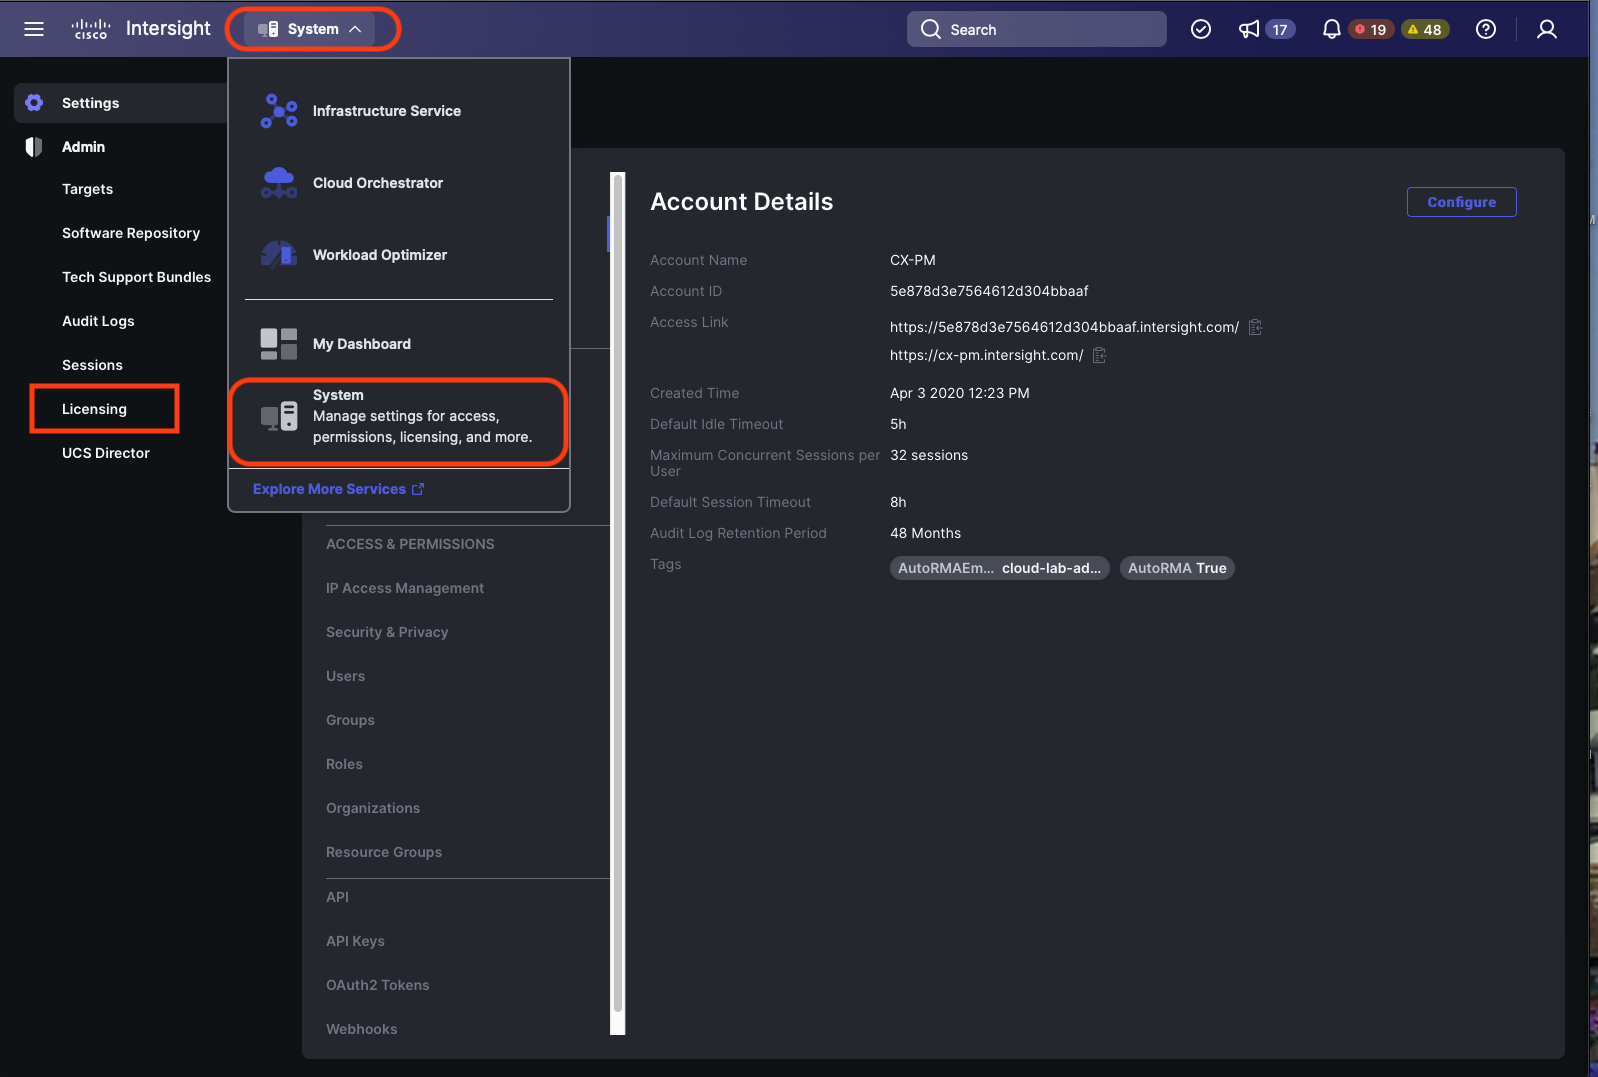 cisco Intersight System Search 17 19 48
Settings
Admin
Targets
Software Repository
Tech Support Bundles
Audit Logs
Sessions
Licensing
UCS Director
Infrastructure Service
Cloud Orchestrator
Workload Optimizer
My Dashboard
System
Manage settings for access,
permissions, licensing, and more.
Explore More Services
ACCESS & PERMISSIONS
IP Access Management
Security & Privacy
Users
Groups
Roles
Organizations
Resource Groups
API
API Keys
OAuth2 Tokens
Webhooks
Account Details
Configure
Account Name CX-PM
Account ID 5e878d3e7564612d304bbaaf
Access Link https://5e878d3e7564612d304bbaaf.intersight.com/
https://cx-pm.intersight.com/
Created Time Apr 3 2020 12:23 PM
Default Idle Timeout 5h
Maximum Concurrent Sessions per 32 sessions
User
Default Session Timeout 8h
Audit Log Retention Period 48 Months
Tags AutoRMAEm... cloud-lab-ad... AutoRMA True